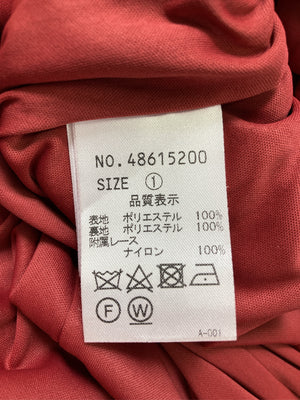 NO.48615200
SIZE ①
品質表示
表地 ポリエステル 100%
裏地 ポリエステル 100%
附属レース
ナイロン 100%
F W
A-001